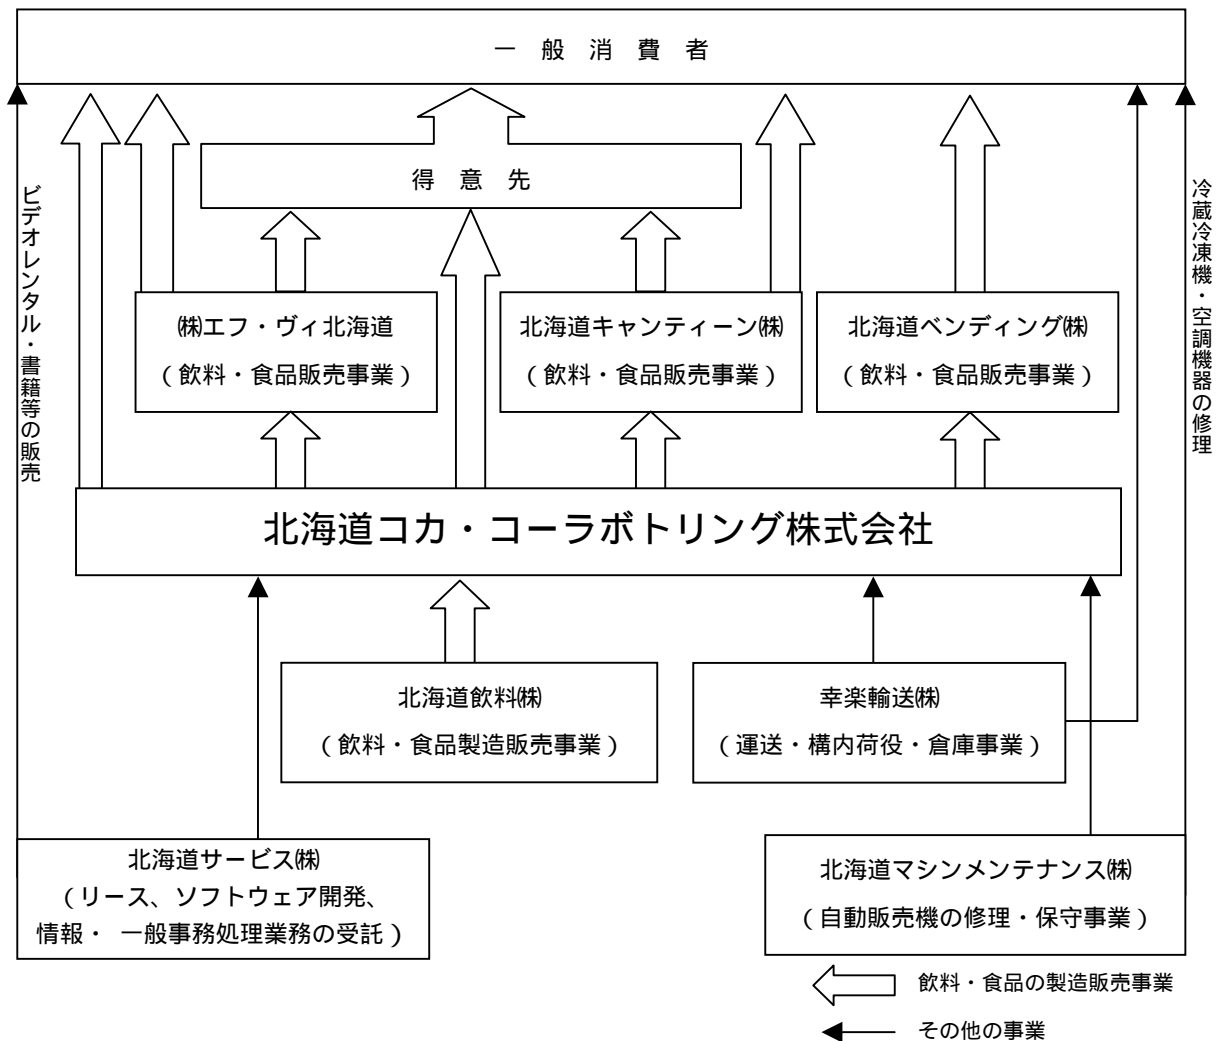 一 般 消 費 者
得 意 先
ビデオレンタル・書籍等の販売
冷蔵冷凍機・空調機器の修理
㈱エフ・ヴィ北海道
（飲料・食品販売事業）
北海道キャンティーン㈱
（飲料・食品販売事業）
北海道ベンディング㈱
（飲料・食品販売事業）
北海道コカ・コーラボトリング株式会社
北海道飲料㈱
（飲料・食品製造販売事業）
幸楽輸送㈱
（運送・構内荷役・倉庫事業）
北海道サービス㈱
（リース、ソフトウェア開発、
情報・ 一般事務処理業務の受託）
北海道マシンメンテナンス㈱
（自動販売機の修理・保守事業）
飲料・食品の製造販売事業
その他の事業